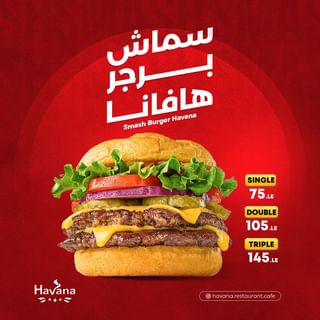 سماش
برجر
هافانا
Smash Burger Havana
SINGLE
75.LE
DOUBLE
105.LE
TRIPLE
145.LE
Havana
havana.restaurant.cafe